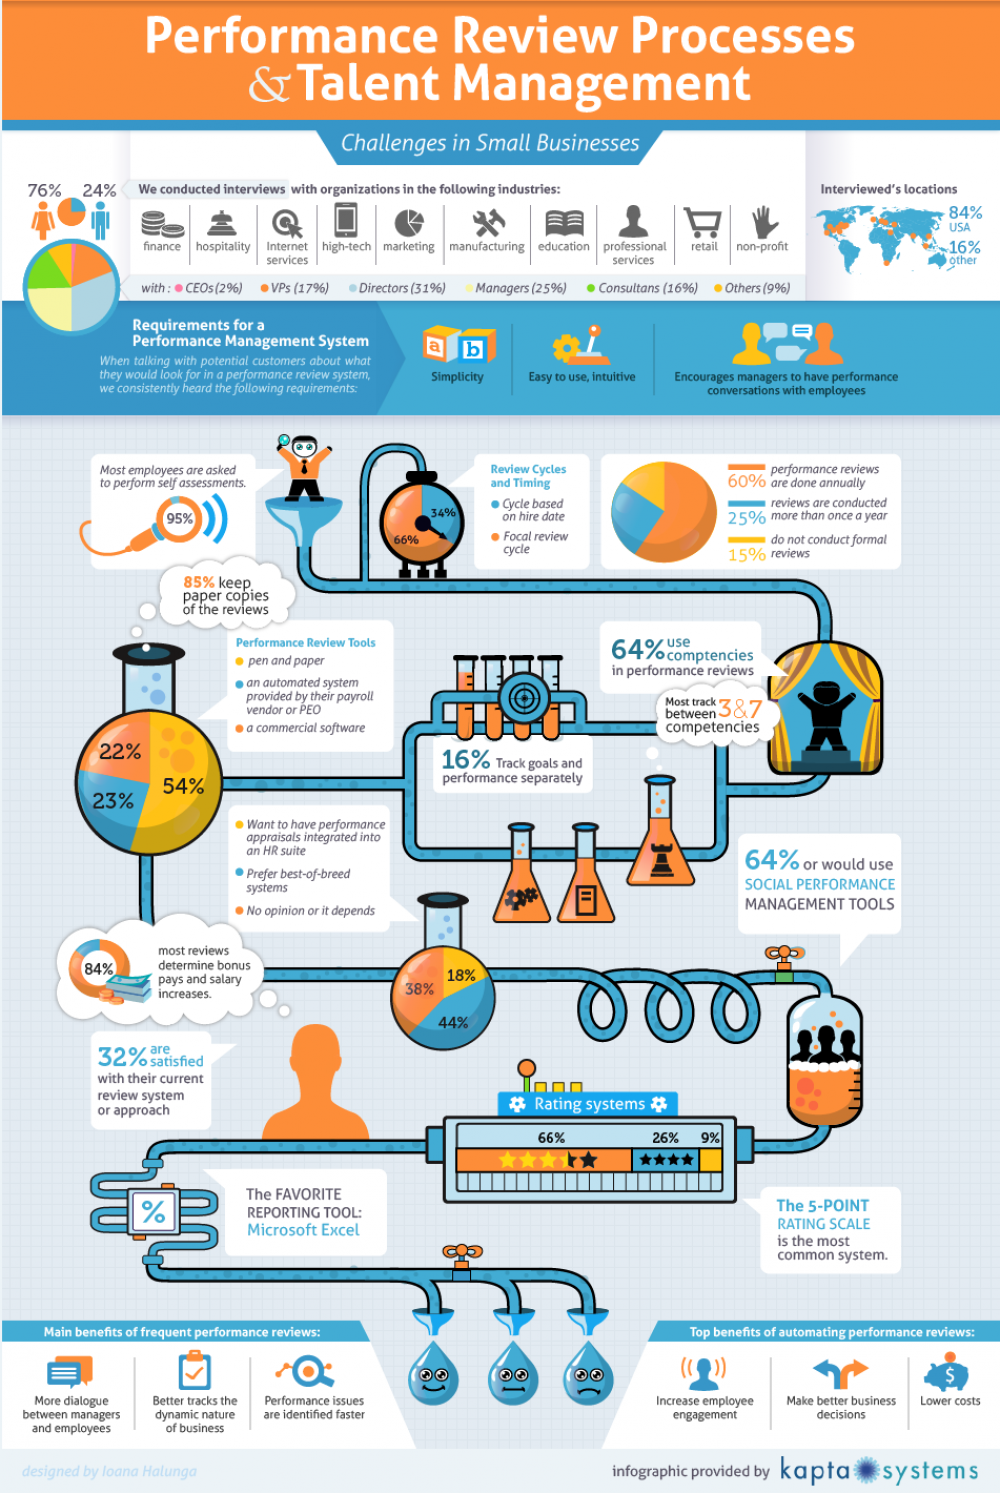 Performance Review Processes
& Talent Management
Challenges in Small Businesses
76% 24%
We conducted interviews with organizations in the following industries:
finance
hospitality
Internet
services
high-tech
marketing
manufacturing
education
professional
services
retail
non-profit
with : CEOs (2%) VPs (17%) Directors (31%) Managers (25%) Consultans (16%) Others (9%)
Interviewed's locations
84%
USA
16%
other
Requirements for a
Performance Management System
When talking with potential customers about what
they would look for in a performance review system,
we consistently heard the following requirements:
a b
Simplicity
Easy to use, intuitive
Encourages managers to have performance
conversations with employees
Most employees are asked
to perform self assessments.
95%
34%
66%
Review Cycles
and Timing
Cycle based
on hire date
Focal review
cycle
60% performance reviews
are done annually
25% reviews are conducted
more than once a year
15% do not conduct formal
reviews
85% keep
paper copies
of the reviews
Performance Review Tools
pen and paper
an automated system
provided by their payroll
vendor or PEO
a commercial software
22%
54%
23%
64% use
comptencies
in performance reviews
Most track
between 3&7
competencies
16% Track goals and
performance separately
Want to have performance
appraisals integrated into
an HR suite
Prefer best-of-breed
systems
No opinion or it depends
64% or would use
SOCIAL PERFORMANCE
MANAGEMENT TOOLS
84%
most reviews
determine bonus
pays and salary
increases.
18%
38%
44%
32% are
satisfied
with their current
review system
or approach
Rating systems
66% 26% 9%
The FAVORITE
REPORTING TOOL:
Microsoft Excel
%
The 5-POINT
RATING SCALE
is the most
common system.
Main benefits of frequent performance reviews:
More dialogue
between managers
and employees
Better tracks the
dynamic nature
of business
Performance issues
are identified faster
Top benefits of automating performance reviews:
Increase employee
engagement
Make better business
decisions
$
Lower costs
designed by Ioana Halunga
infographic provided by kapta systems